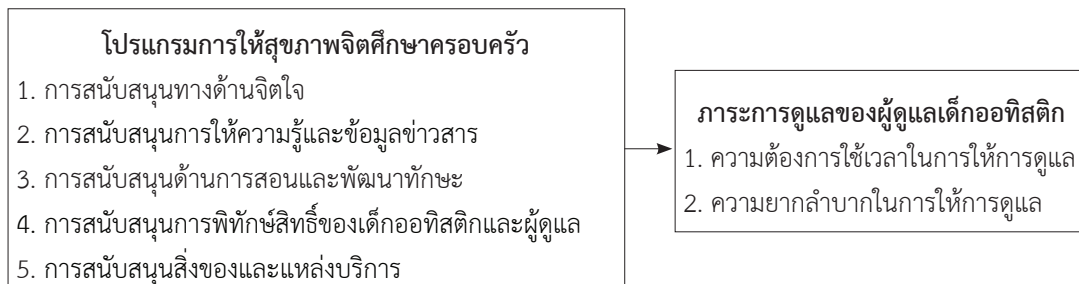 โปรแกรมการให้สุขภาพจิตศึกษาครอบครัว
1. การสนับสนุนทางด้านจิตใจ
2. การสนับสนุนการให้ความรู้และข้อมูลข่าวสาร
3. การสนับสนุนด้านการสอนและพัฒนาทักษะ
4. การสนับสนุนการพิทักษ์สิทธิ์ของเด็กออทิสติกและผู้ดูแล
5. การสนับสนุนสิ่งของและแหล่งบริการ
ภาระการดูแลของผู้ดูแลเด็กออทิสติก
1. ความต้องการใช้เวลาในการให้การดูแล
2. ความยากลำบากในการให้การดูแล